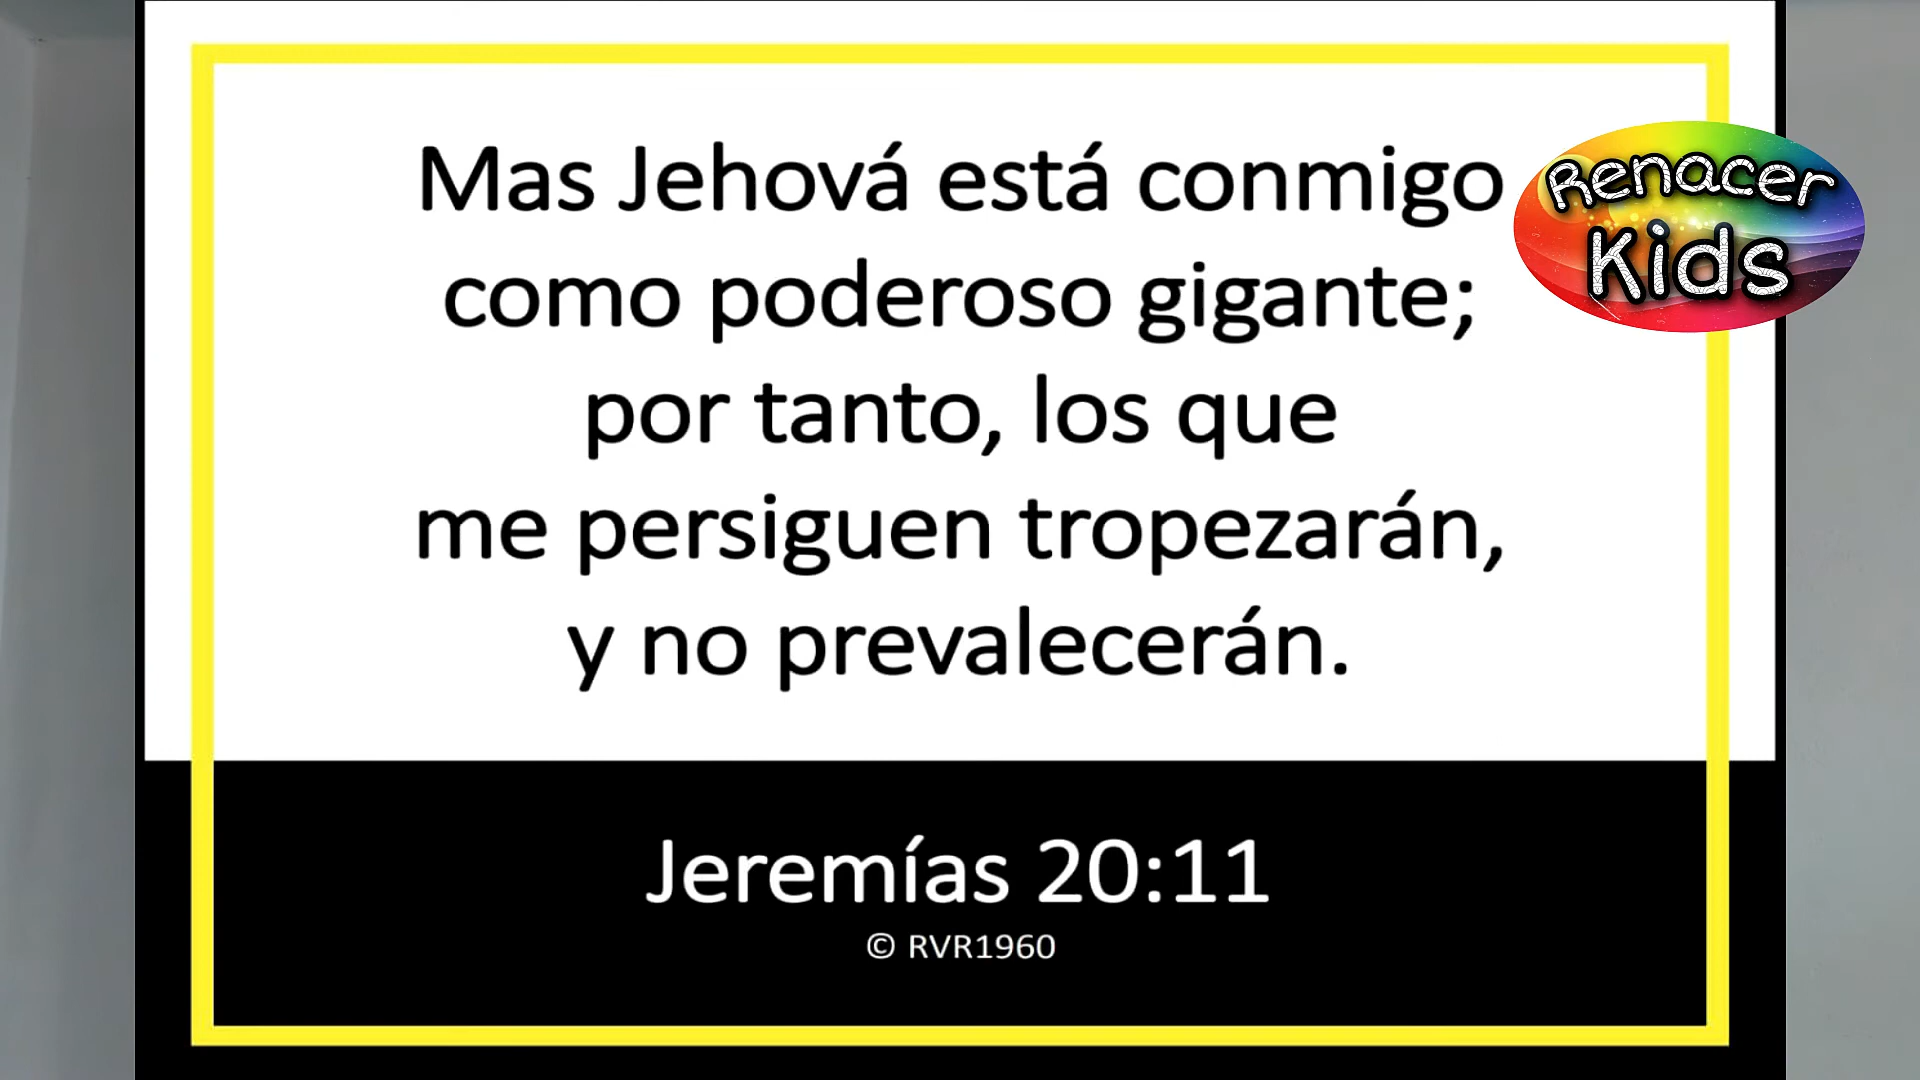 Mas Jehová está conmigo
como poderoso gigante;
por tanto, los que
me persiguen tropezarán,
y no prevalecerán.
Jeremías 20:11
© RVR1960
Renacer
Kids